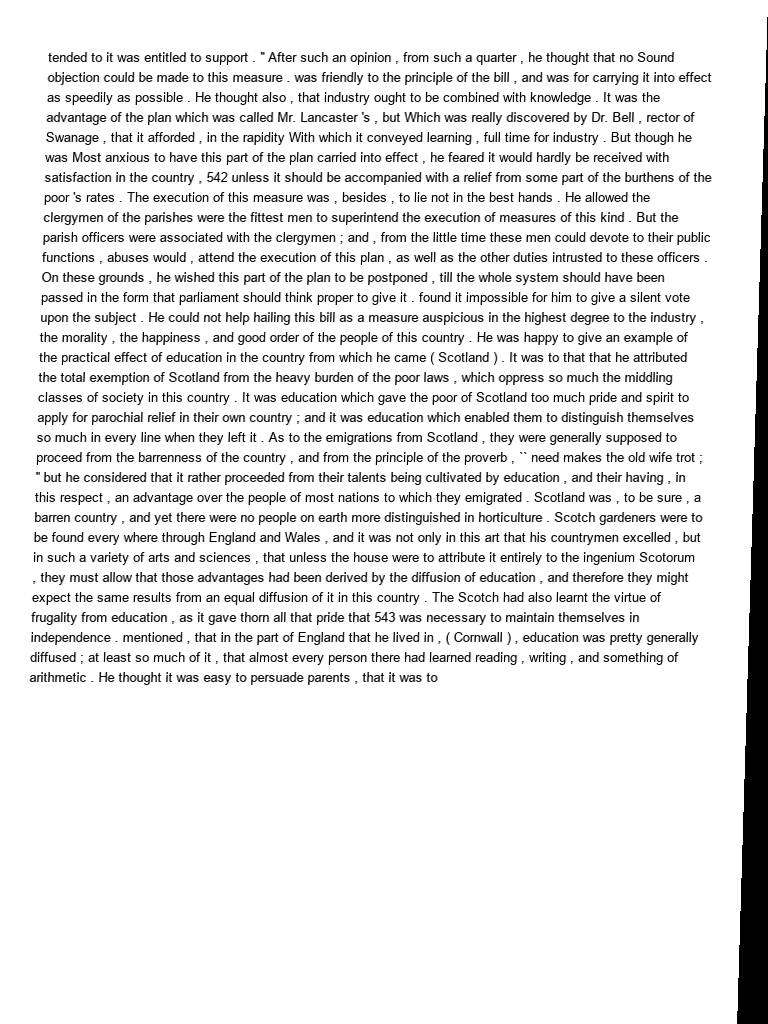 tended to it was entitled to support . " After such an opinion , from such a quarter , he thought that no Sound
objection could be made to this measure . was friendly to the principle of the bill , and was for carrying it into effect
as speedily as possible . He thought also , that industry ought to be combined with knowledge . It was the
advantage of the plan which was called Mr. Lancaster 's , but Which was really discovered by Dr. Bell , rector of
Swanage , that it afforded , in the rapidity With which it conveyed learning , full time for industry . But though he
was Most anxious to have this part of the plan carried into effect , he feared it would hardly be received with
satisfaction in the country , 542 unless it should be accompanied with a relief from some part of the burthens of the
poor 's rates . The execution of this measure was , besides , to lie not in the best hands . He allowed the
clergymen of the parishes were the fittest men to superintend the execution of measures of this kind . But the
parish officers were associated with the clergymen ; and , from the little time these men could devote to their public
functions , abuses would , attend the execution of this plan , as well as the other duties intrusted to these officers .
On these grounds , he wished this part of the plan to be postponed , till the whole system should have been
passed in the form that parliament should think proper to give it . found it impossible for him to give a silent vote
upon the subject . He could not help hailing this bill as a measure auspicious in the highest degree to the industry ,
the morality , the happiness , and good order of the people of this country . He was happy to give an example of
the practical effect of education in the country from which he came ( Scotland ) . It was to that that he attributed
the total exemption of Scotland from the heavy burden of the poor laws , which oppress so much the middling
classes of society in this country . It was education which gave the poor of Scotland too much pride and spirit to
apply for parochial relief in their own country ; and it was education which enabled them to distinguish themselves
so much in every line when they left it . As to the emigrations from Scotland , they were generally supposed to
proceed from the barrenness of the country , and from the principle of the proverb , `` need makes the old wife trot ;
" but he considered that it rather proceeded from their talents being cultivated by education , and their having , in
this respect , an advantage over the people of most nations to which they emigrated . Scotland was , to be sure , a
barren country , and yet there were no people on earth more distinguished in horticulture . Scotch gardeners were to
be found every where through England and Wales , and it was not only in this art that his countrymen excelled , but
in such a variety of arts and sciences , that unless the house were to attribute it entirely to the ingenium Scotorum
, they must allow that those advantages had been derived by the diffusion of education , and therefore they might
expect the same results from an equal diffusion of it in this country . The Scotch had also learnt the virtue of
frugality from education , as it gave thorn all that pride that 543 was necessary to maintain themselves in
independence . mentioned , that in the part of England that he lived in , ( Cornwall ) , education was pretty generally
diffused ; at least so much of it , that almost every person there had learned reading , writing , and something of
arithmetic . He thought it was easy to persuade parents , that it was to